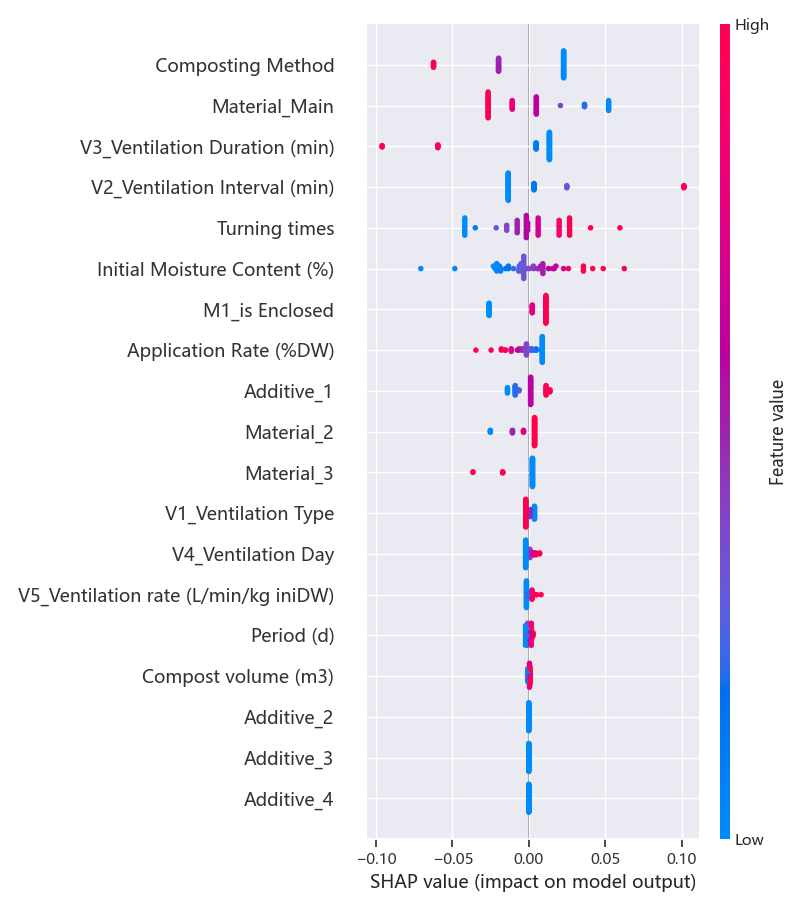 High
Composting Method
Material_Main
V3_Ventilation Duration (min)
V2_Ventilation Interval (min)
Turning times
Initial Moisture Content (%)
M1_is Enclosed
Application Rate (%DW)
Additive_1
Material_2
Material_3
V1_Ventilation Type
V4_Ventilation Day
V5_Ventilation rate (L/min/kg iniDW)
Period (d)
Compost volume (m3)
Additive_2
Additive_3
Additive_4
Feature value
Low
−0.10 −0.05 0.00 0.05 0.10
SHAP value (impact on model output)